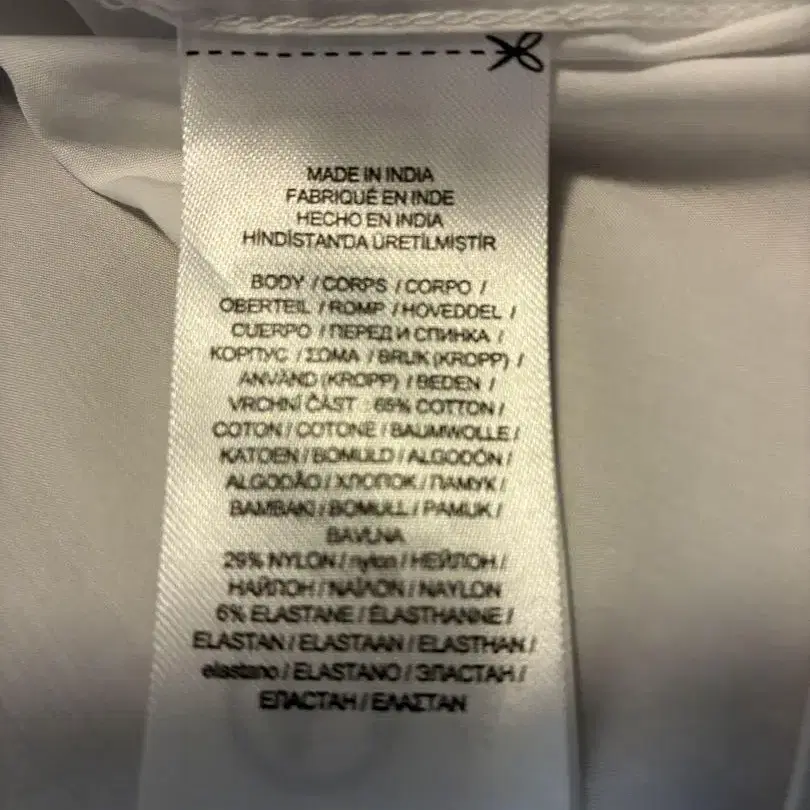 MADE IN INDIA
FABRIQUÉ EN INDE
HECHO EN INDIA
HİNDİSTAN'DA ÜRETİLMİŞTİR
BODY / CORPS / CORPO /
OBERTEIL / ROMP / HOVEDDEL /
CUERPO / ПЕРЕД И СПИНКА /
КОРПУС / ΣΩΜΑ / BRUK (KROPP) /
ANVÄND (KROPP) / BEDEN /
VRCHNÍ ČÁST 65% COTTON /
COTON / COTONE / BAUMWOLLE /
KATOEN / BOMULD / ALGODÓN /
ALGODÃO / ХЛОПОК / ПАМУК /
ΒΑΜΒΑΚΙ / BOMULL / PAMUK /
BAVLNA
29% NYLON / nylon / НЕЙЛОН /
НАЙЛОН / ΝΑΪΛΟΝ / NAYLON
6% ELASTANE / ÉLASTHANNE /
ELASTAN / ELASTAAN / ELASTHAN /
elastano / ELASTANO / ЭЛАСТАН /
ЕЛАСТАН / ΕΛΑΣΤΑΝ